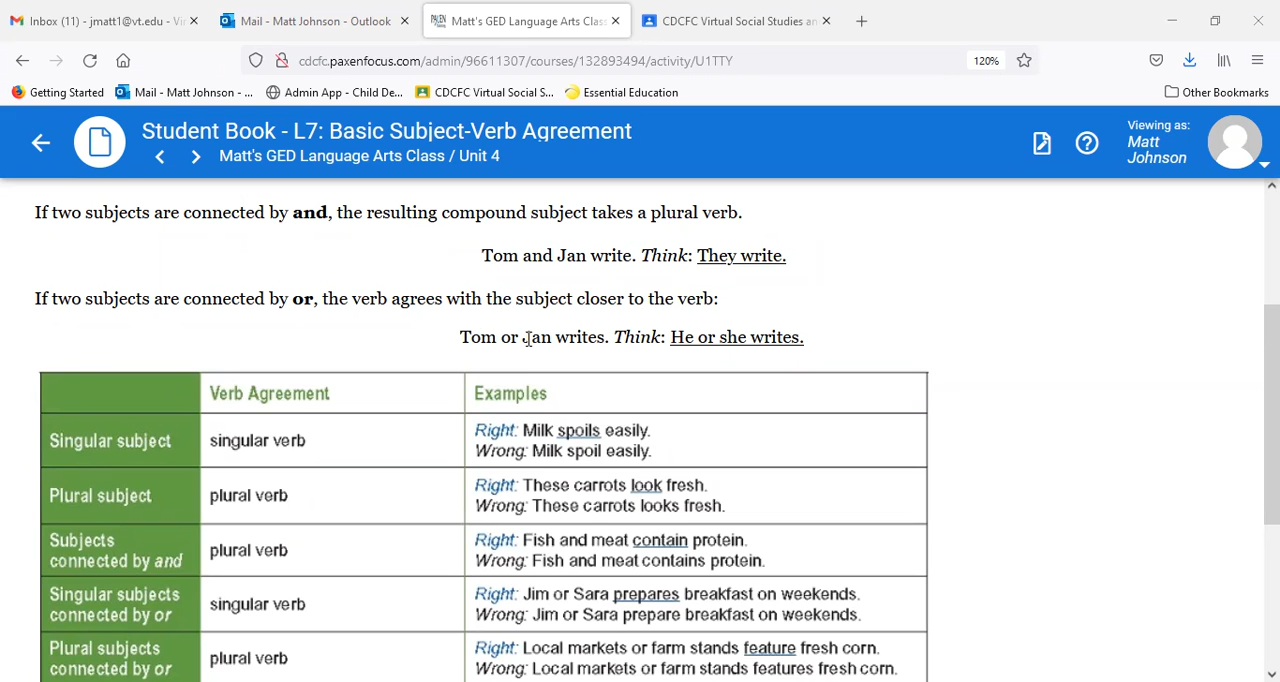 Inbox (11) - jmatt1@vt.edu - Vi
Mail - Matt Johnson - Outlook
PAXEN
Matt's GED Language Arts Clas
CDCFC Virtual Social Studies an
cdcfc.paxenfocus.com/admin/96611307/courses/132893494/activity/U1TTY
120%
Getting Started
Mail - Matt Johnson - ...
Admin App - Child De...
CDCFC Virtual Social S...
Essential Education
Other Bookmarks
Student Book - L7: Basic Subject-Verb Agreement
Matt's GED Language Arts Class / Unit 4
Viewing as:
Matt
Johnson
If two subjects are connected by and, the resulting compound subject takes a plural verb.
Tom and Jan write. Think: They write.
If two subjects are connected by or, the verb agrees with the subject closer to the verb:
Tom or Jan writes. Think: He or she writes.
Verb Agreement
Examples
Singular subject
singular verb
Right: Milk spoils easily.
Wrong: Milk spoil easily.
Plural subject
plural verb
Right: These carrots look fresh.
Wrong: These carrots looks fresh.
Subjects
connected by and
plural verb
Right: Fish and meat contain protein.
Wrong: Fish and meat contains protein.
Singular subjects
connected by or
singular verb
Right: Jim or Sara prepares breakfast on weekends.
Wrong: Jim or Sara prepare breakfast on weekends.
Plural subjects
connected by or
plural verb
Right: Local markets or farm stands feature fresh corn.
Wrong: Local markets or farm stands features fresh corn.